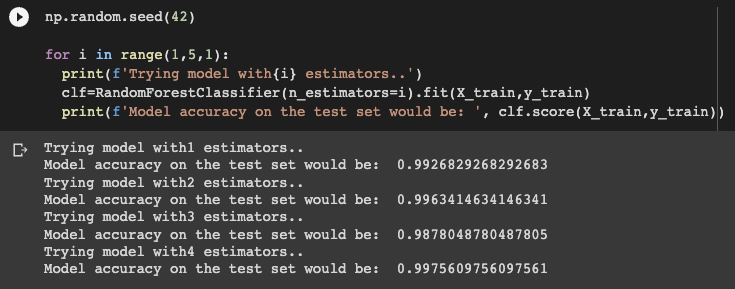 np.random.seed(42)
for i in range(1,5,1):
print(f'Trying model with{i} estimators..')
clf=RandomForestClassifier(n_estimators=i).fit(X_train,y_train)
print(f'Model accuracy on the test set would be: ', clf.score(X_train,y_train))
Trying model with1 estimators..
Model accuracy on the test set would be:  0.9926829268292683
Trying model with2 estimators..
Model accuracy on the test set would be:  0.9963414634146341
Trying model with3 estimators..
Model accuracy on the test set would be:  0.9878048780487805
Trying model with4 estimators..
Model accuracy on the test set would be:  0.9975609756097561